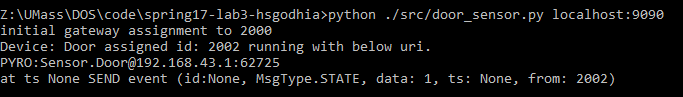 Z:\UMass\DOS\code\spring17-lab3-hsgodhia>python ./src/door_sensor.py localhost:9090
initial gateway assignment to 2000
Device: Door assigned id: 2002 running with below uri.
PYRO:Sensor.Door@192.168.43.1:62725
at ts None SEND event (id:None, MsgType.STATE, data: 1, ts: None, from: 2002)